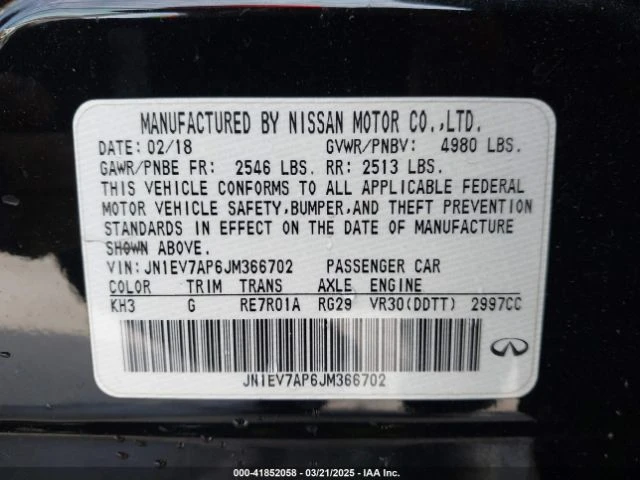 MANUFACTURED BY NISSAN MOTOR CO.,LTD.
DATE: 02/18 GVWR/PNBV: 4980 LBS.
GAWR/PNBE FR: 2546 LBS. RR: 2513 LBS.
THIS VEHICLE CONFORMS TO ALL APPLICABLE FEDERAL
MOTOR VEHICLE SAFETY,BUMPER,AND THEFT PREVENTION
STANDARDS IN EFFECT ON THE DATE OF MANUFACTURE
SHOWN ABOVE.
VIN:JN1EV7AP6JM366702 PASSENGER CAR
COLOR TRIM TRANS AXLE ENGINE
KH3 G RE7R01A RG29 VR30(DDTT) 2997CC
JN1EV7AP6JM366702
000-41852058 - 03/21/2025 - IAA Inc.